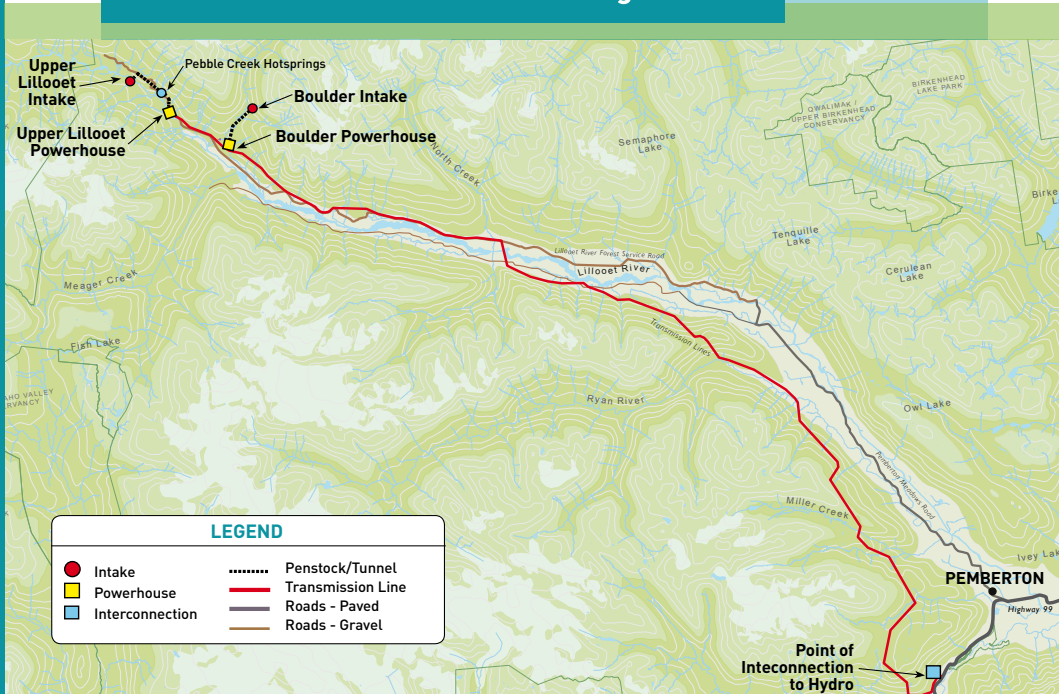 Upper
Lillooet
Intake
Pebble Creek Hotsprings
Boulder Intake
Upper Lillooet
Powerhouse
Boulder Powerhouse
North Creek
Semaphore
Lake
BIRKENHEAD
LAKE PARK
QWALIMAK /
UPPER BIRKENHEAD
CONSERVANCY
Tenquille
Lake
Cerulean
Lake
Lillooet River Forest Service Road
Lillooet River
Meager Creek
Fish Lake
Transmission Lines
Ryan River
Owl Lake
Pemberton Meadows Road
Miller Creek
Ivey Lak
PEMBERTON
Highway 99
Point of
Inteconnection
to Hydro
LEGEND
Intake
Powerhouse
Interconnection
Penstock/Tunnel
Transmission Line
Roads - Paved
Roads - Gravel